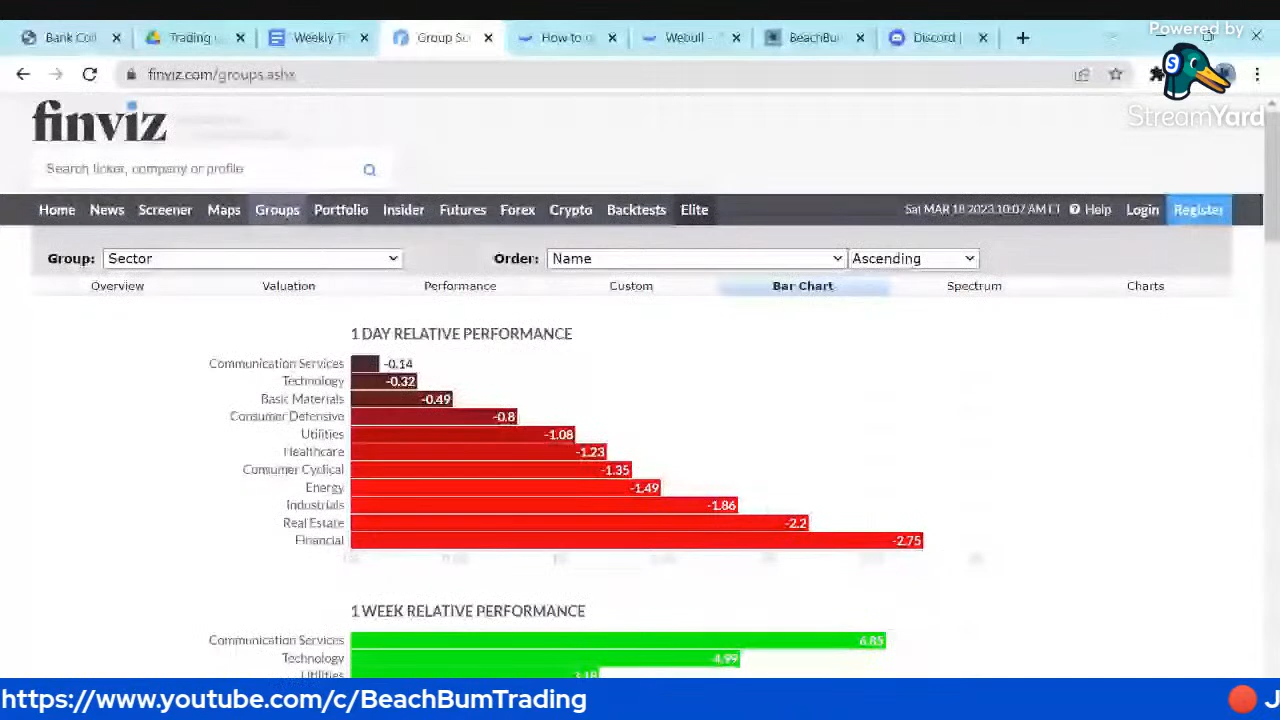 Powered by
Bank Coll
Trading
Weekly Tr
Group So
How to
Webull -
BeachBu
Discord |
finviz.com/groups.ashx
StreamYard
finviz
Search ticker, company or profile
Home News Screener Maps Groups Portfolio Insider Futures Forex Crypto Backtests Elite Sat MAR 18 2023 10:07 AM ET Help Login Register
Group: Sector Order: Name Ascending
Overview Valuation Performance Custom Bar Chart Spectrum Charts
1 DAY RELATIVE PERFORMANCE
Communication Services -0.14
Technology -0.32
Basic Materials -0.49
Consumer Defensive -0.8
Utilities -1.08
Healthcare -1.23
Consumer Cyclical -1.35
Energy -1.49
Industrials -1.86
Real Estate -2.2
Financial -2.75
1 WEEK RELATIVE PERFORMANCE
Communication Services 6.85
Technology 4.99
Utilities 3.18
https://www.youtube.com/c/BeachBumTrading J